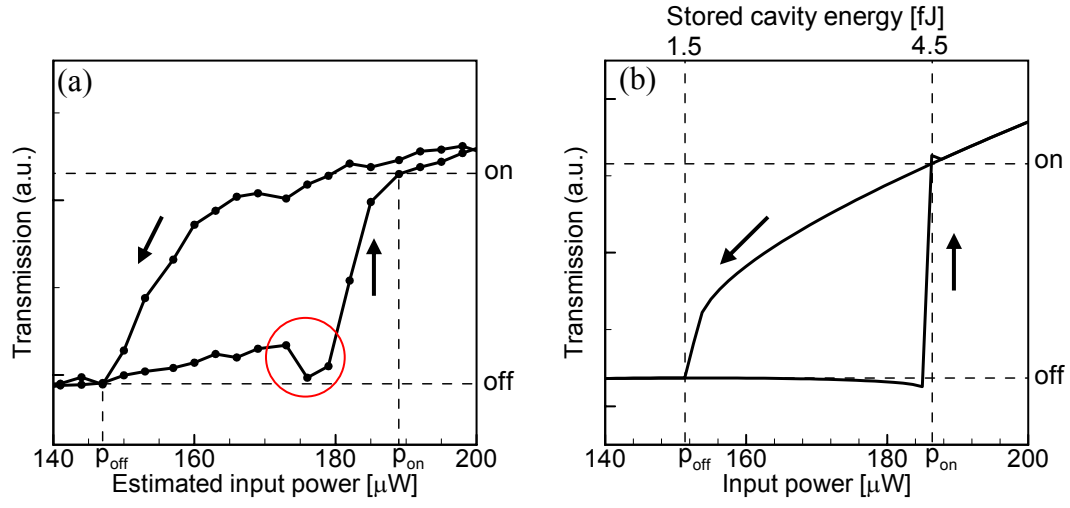 (a)
Transmission (a.u.)
on
off
140 160 180 200
p_off p_on
Estimated input power [μW]
Stored cavity energy [fJ]
1.5 4.5
(b)
Transmission (a.u.)
on
off
140 160 180 200
p_off p_on
Input power [μW]